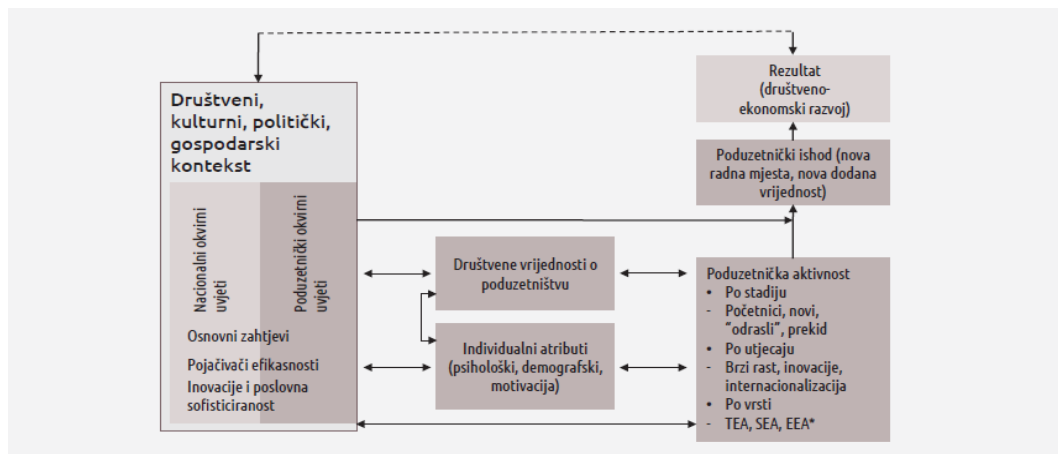 Društveni,
kulturni, politički,
gospodarski
kontekst
Nacionalni okvirni
uvjeti
Poduzetnički okvirni
uvjeti
Osnovni zahtjevi
Pojačivači efikasnosti
Inovacije i poslovna
sofisticiranost
Društvene vrijednosti o
poduzetništvu
Individualni atributi
(psihološki, demografski,
motivacija)
Rezultat
(društveno-
ekonomski razvoj)
Poduzetnički ishod (nova
radna mjesta, nova dodana
vrijednost)
Poduzetnička aktivnost
• Po stadiju
- Početnici, novi,
“odrasli”, prekid
• Po utjecaju
- Brzi rast, inovacije,
internacionalizacija
• Po vrsti
- TEA, SEA, EEA*